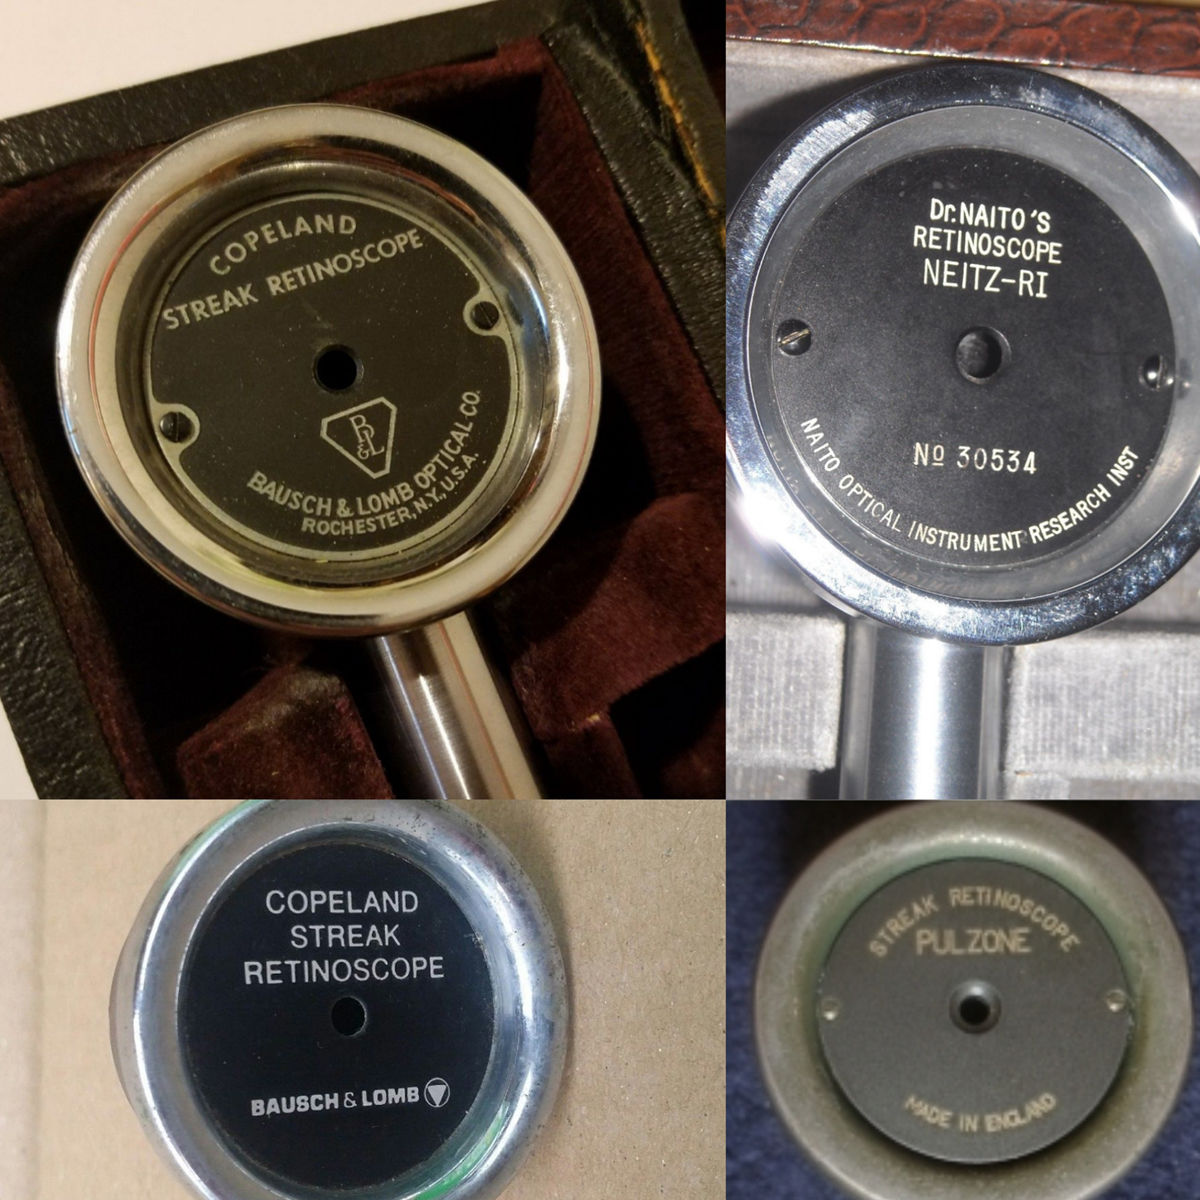 COPELAND
STREAK RETINOSCOPE
B&L
BAUSCH & LOMB OPTICAL CO.
ROCHESTER, N.Y., U.S.A.
Dr. NAITO'S
RETINOSCOPE
NEITZ-RI
No 30534
NAITO OPTICAL INSTRUMENT RESEARCH INST
COPELAND
STREAK
RETINOSCOPE
BAUSCH & LOMB
STREAK RETINOSCOPE
PULZONE
MADE IN ENGLAND